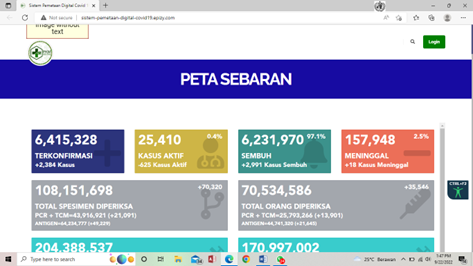 Sistem Pemetaan Digital Covid 1
Not secure | sistem-pemetaan-digital-covid19.epizy.com
Image without
text
Login
PETA SEBARAN
6,415,328
TERKONFIRMASI
+2,384 Kasus
25,410
0.4%
KASUS AKTIF
-625 Kasus Aktif
6,231,970
97.1%
SEMBUH
+2,991 Kasus Sembuh
157,948
2.5%
MENINGGAL
+18 Kasus Meninggal
108,151,698
+70,320
TOTAL SPESIMEN DIPERIKSA
PCR + TCM=43,916,921 (+21,091)
ANTIGEN=64,234,777 (+49,229)
70,534,586
+35,546
TOTAL ORANG DIPERIKSA
PCR + TCM=25,793,266 (+13,901)
ANTIGEN=44,741,320 (+21,645)
204,388,537
170,997,002
CTRL+F2
Type here to search
25°C Berawan
7:47 PM
9/22/2022